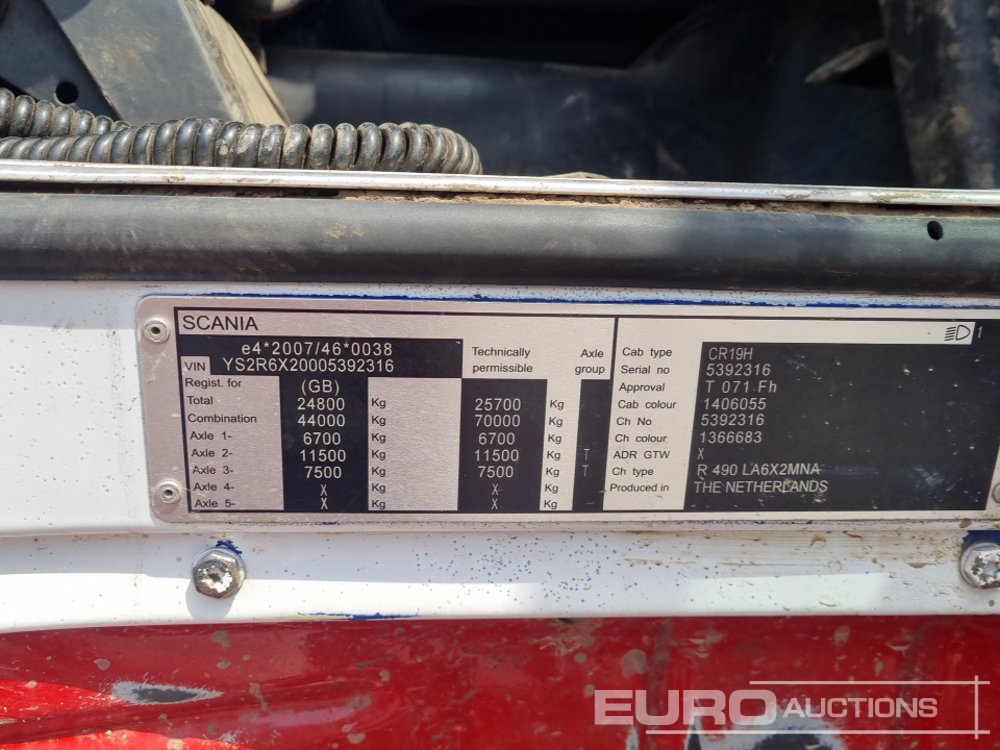 SCANIA
e4*2007/46*0038
VIN YS2R6X20005392316
Technically permissible
Axle group
Regist. for (GB)
Total 24800 Kg 25700 Kg
Combination 44000 Kg 70000 Kg
Axle 1- 6700 Kg 6700 Kg
Axle 2- 11500 Kg 11500 Kg T
Axle 3- 7500 Kg 7500 Kg T
Axle 4- X Kg X Kg
Axle 5- X Kg X Kg
1
Cab type CR19H
Serial no 5392316
Approval T 071 Fh
Cab colour 1406055
Ch No 5392316
Ch colour 1366683
ADR GTW X
Ch type R 490 LA6X2MNA
Produced in THE NETHERLANDS
EURO AUCTIONS